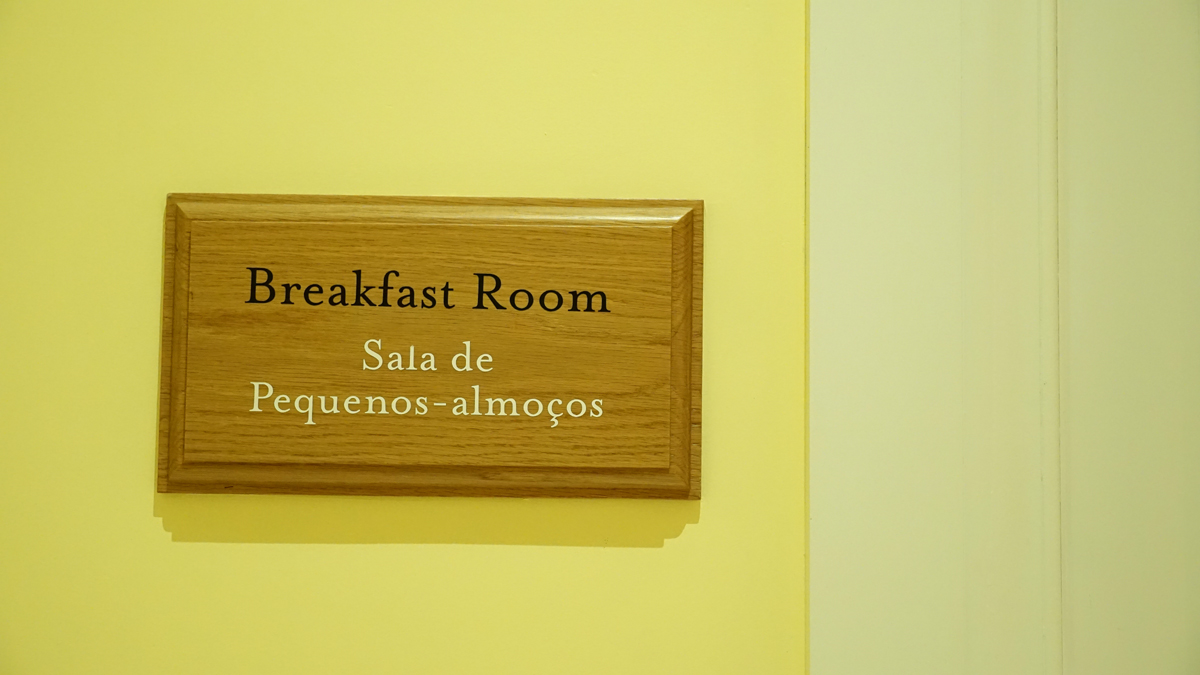 Breakfast Room
Sala de
Pequenos-almoços